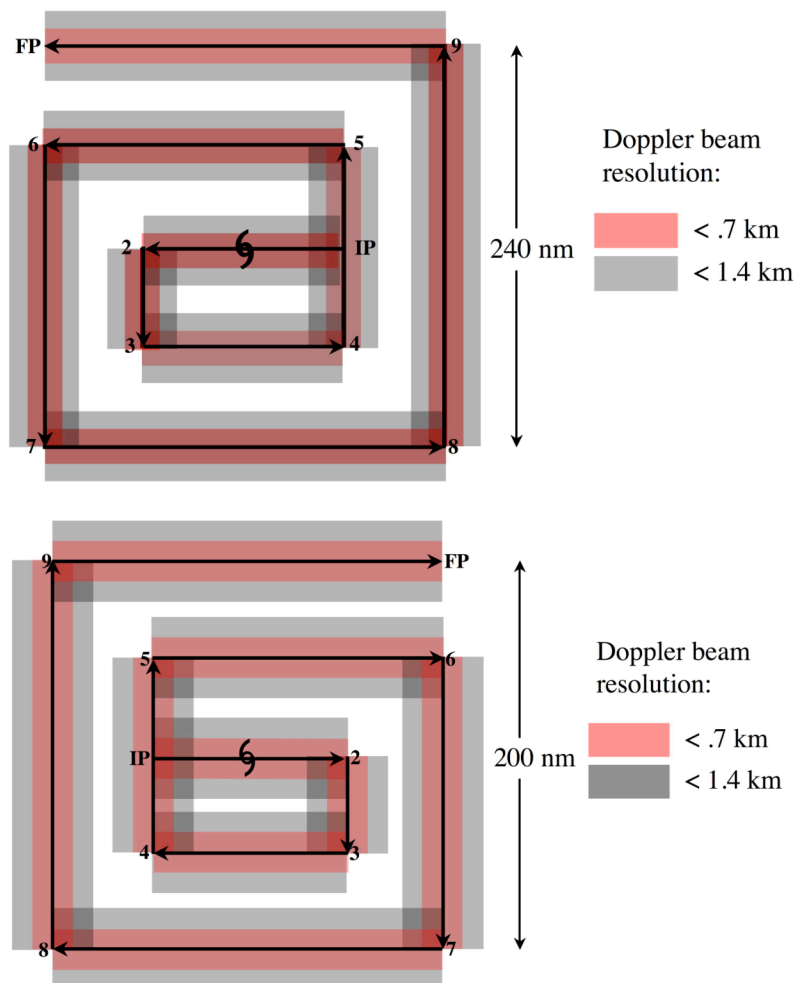 FP
9
6
5
2
IP
3
4
7
8
240 nm
Doppler beam
resolution:
< .7 km
< 1.4 km
9
FP
5
6
IP
2
4
3
8
7
200 nm
Doppler beam
resolution:
< .7 km
< 1.4 km